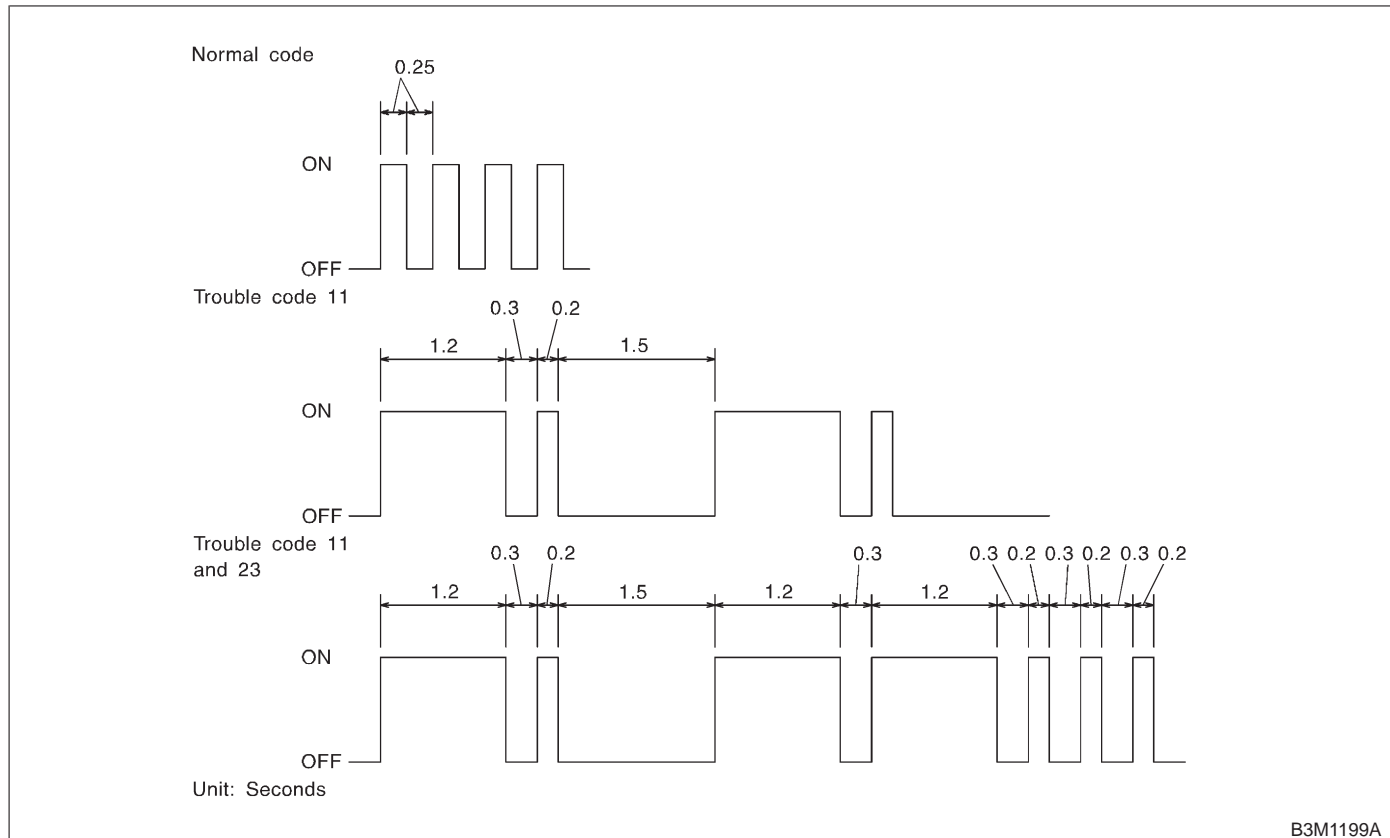 Normal code
0.25
ON
OFF
Trouble code 11
0.3 0.2
1.2 1.5
ON
OFF
Trouble code 11
and 23
0.3 0.2 0.3 0.3 0.2 0.3 0.2 0.3 0.2
1.2 1.5 1.2 1.2
ON
OFF
Unit: Seconds
B3M1199A